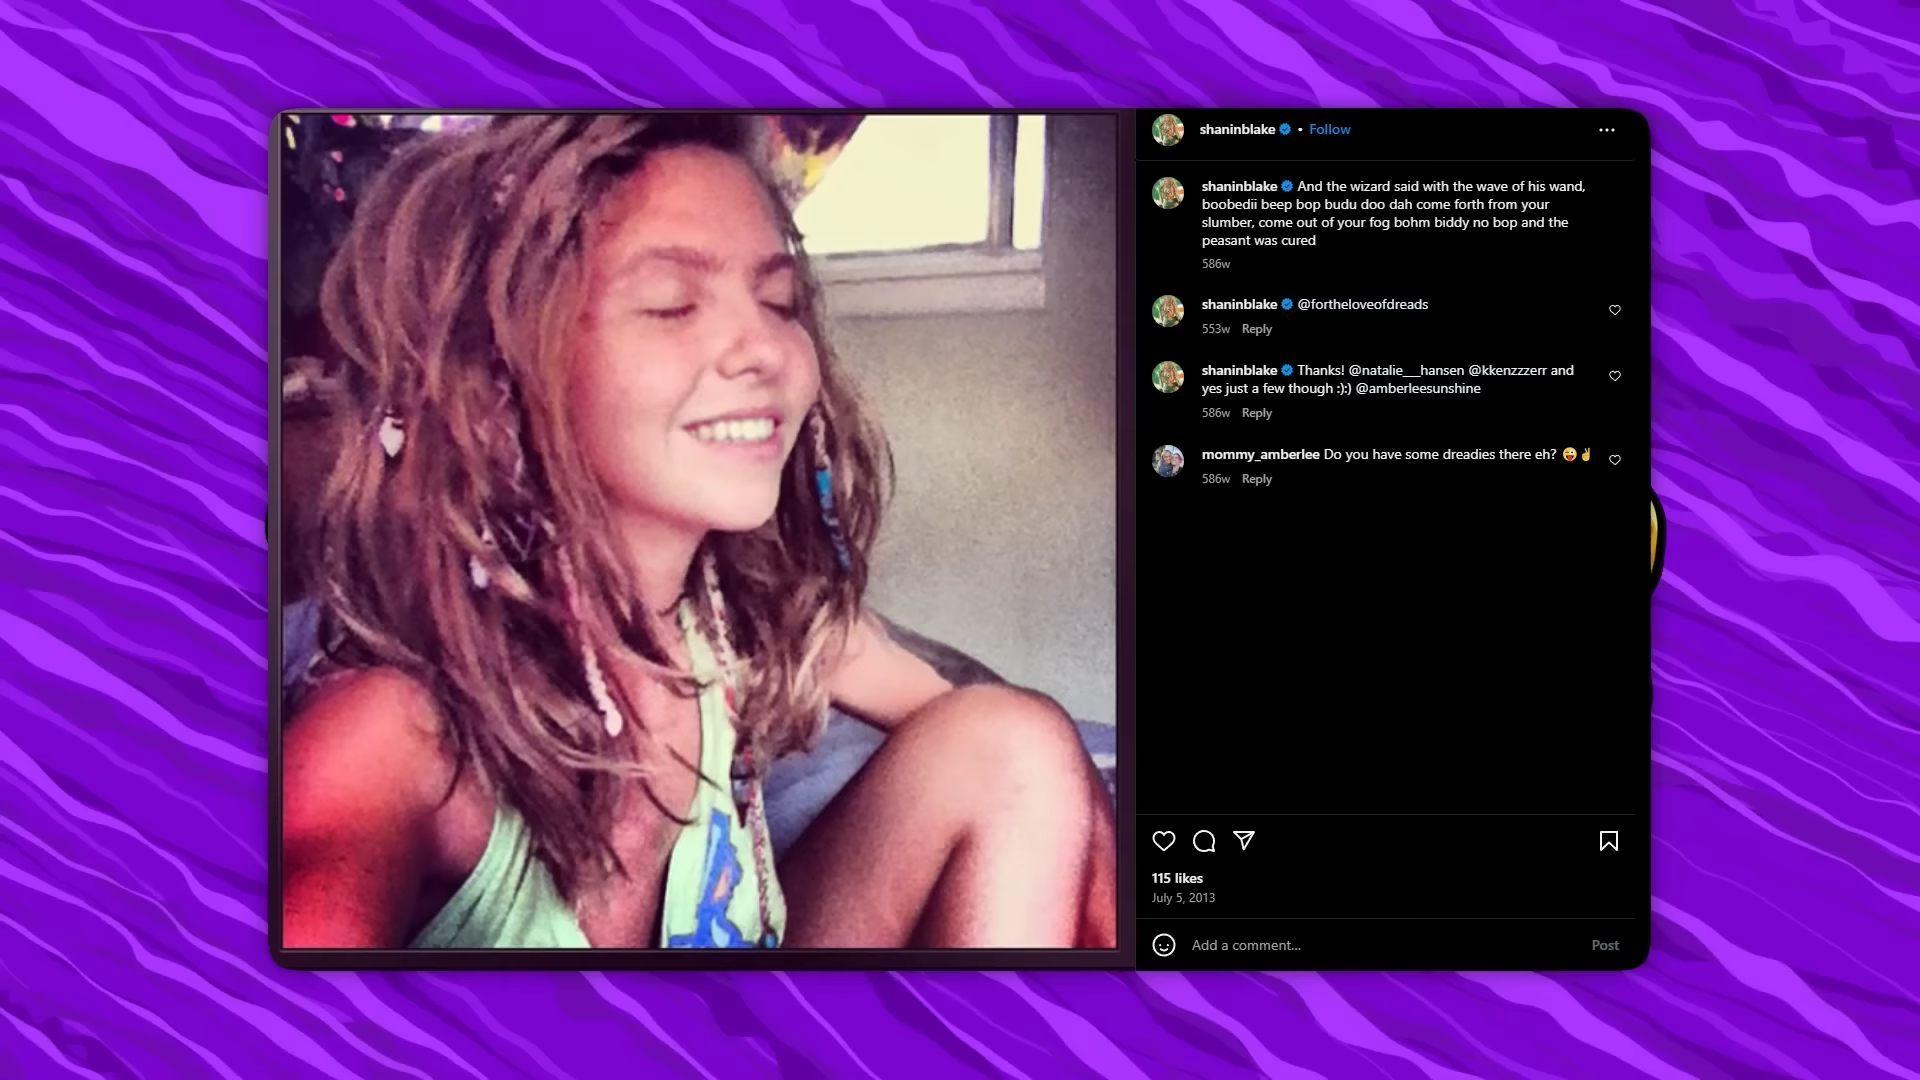 shaninblake • Follow
shaninblake And the wizard said with the wave of his wand,
boobedii beep bop budu doo dah come forth from your
slumber, come out of your fog bohm biddy no bop and the
peasant was cured
586w
shaninblake @fortheloveofdreads
553w Reply
shaninblake Thanks! @natalie___hansen @kkenzzzerr and
yes just a few though :):) @amberleesunshine
586w Reply
mommy_amberlee Do you have some dreadies there eh? 😜✌️
586w Reply
115 likes
July 5, 2013
Add a comment... Post